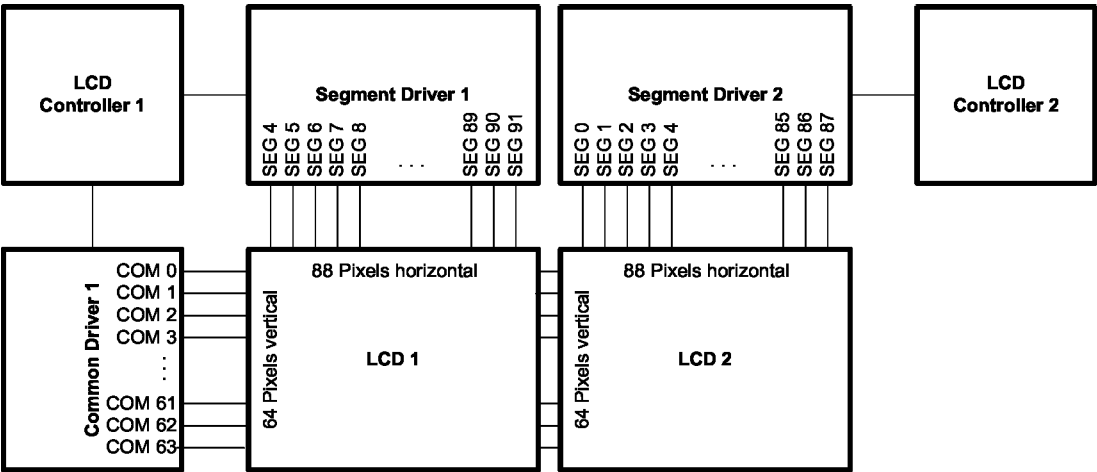 LCD
Controller 1
Segment Driver 1
SEG 4
SEG 5
SEG 6
SEG 7
SEG 8
. . .
SEG 89
SEG 90
SEG 91
Segment Driver 2
SEG 0
SEG 1
SEG 2
SEG 3
SEG 4
. . .
SEG 85
SEG 86
SEG 87
LCD
Controller 2
Common Driver 1
COM 0
COM 1
COM 2
COM 3
. . .
COM 61
COM 62
COM 63
88 Pixels horizontal
64 Pixels vertical
LCD 1
88 Pixels horizontal
64 Pixels vertical
LCD 2